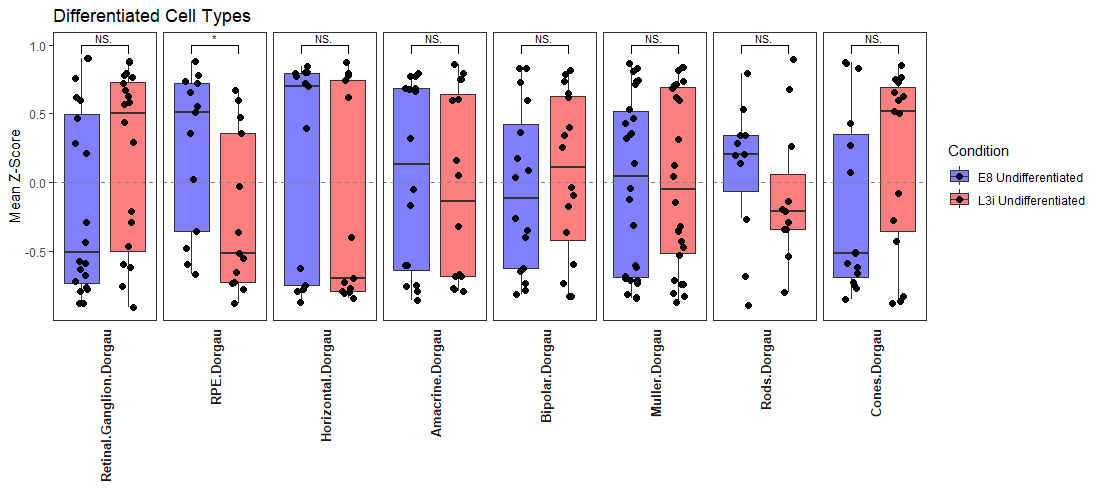 Differentiated Cell Types
NS. * NS. NS. NS. NS. NS. NS.
1.0
0.5
0.0
-0.5
Mean Z-Score
Retinal.Ganglion.Dorgau
RPE.Dorgau
Horizontal.Dorgau
Amacrine.Dorgau
Bipolar.Dorgau
Muller.Dorgau
Rods.Dorgau
Cones.Dorgau
Condition
E8 Undifferentiated
L3i Undifferentiated